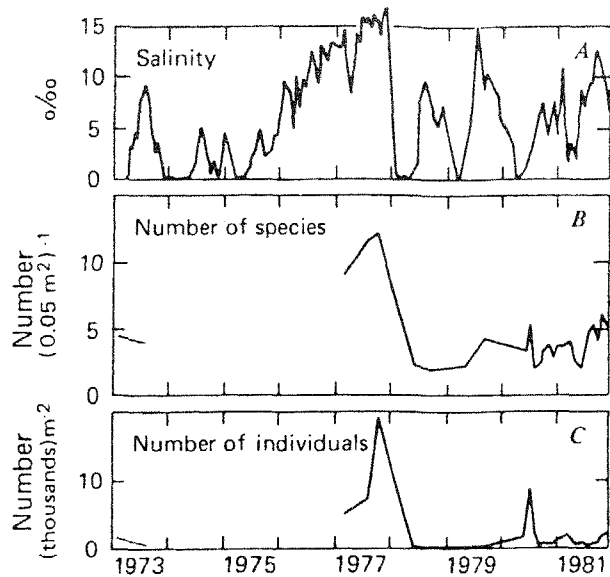 15
10
5
0
o/oo
Salinity
A
10
5
0
Number
(0.05 m²)⁻¹
Number of species
B
10
0
Number
(thousands)m⁻²
Number of individuals
C
1973 1975 1977 1979 1981